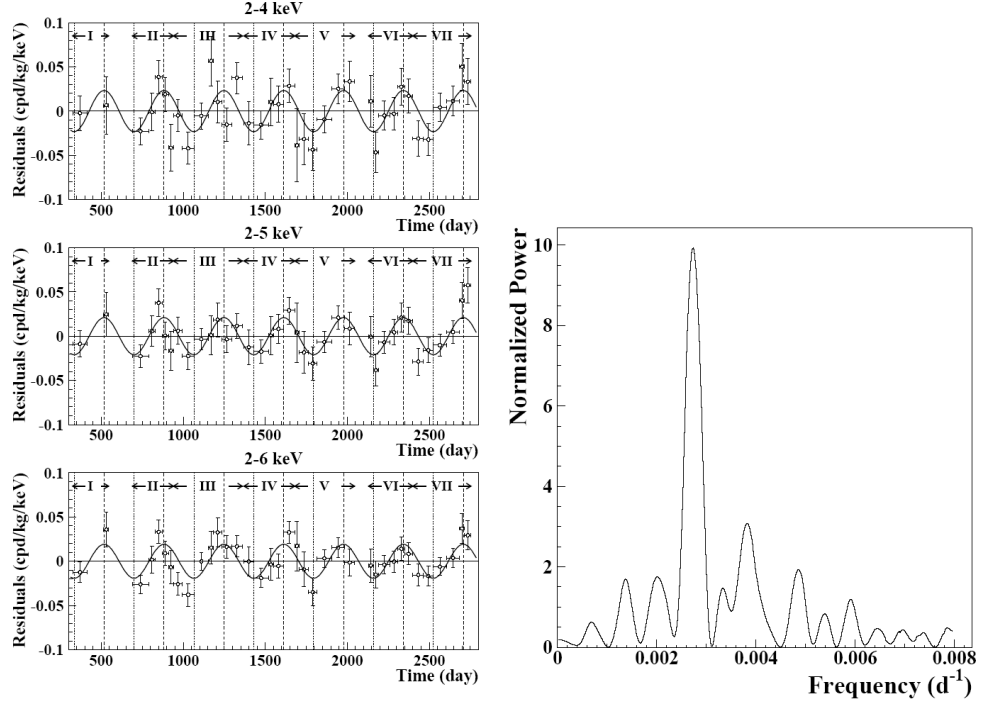 2-4 keV
Residuals (cpd/kg/keV)
0.1
0.05
0
-0.05
-0.1
I II III IV V VI VII
500 1000 1500 2000 2500
Time (day)
2-5 keV
Residuals (cpd/kg/keV)
0.1
0.05
0
-0.05
-0.1
I II III IV V VI VII
500 1000 1500 2000 2500
Time (day)
2-6 keV
Residuals (cpd/kg/keV)
0.1
0.05
0
-0.05
-0.1
I II III IV V VI VII
500 1000 1500 2000 2500
Time (day)
Normalized Power
10
8
6
4
2
0
0 0.002 0.004 0.006 0.008
Frequency (d⁻¹)